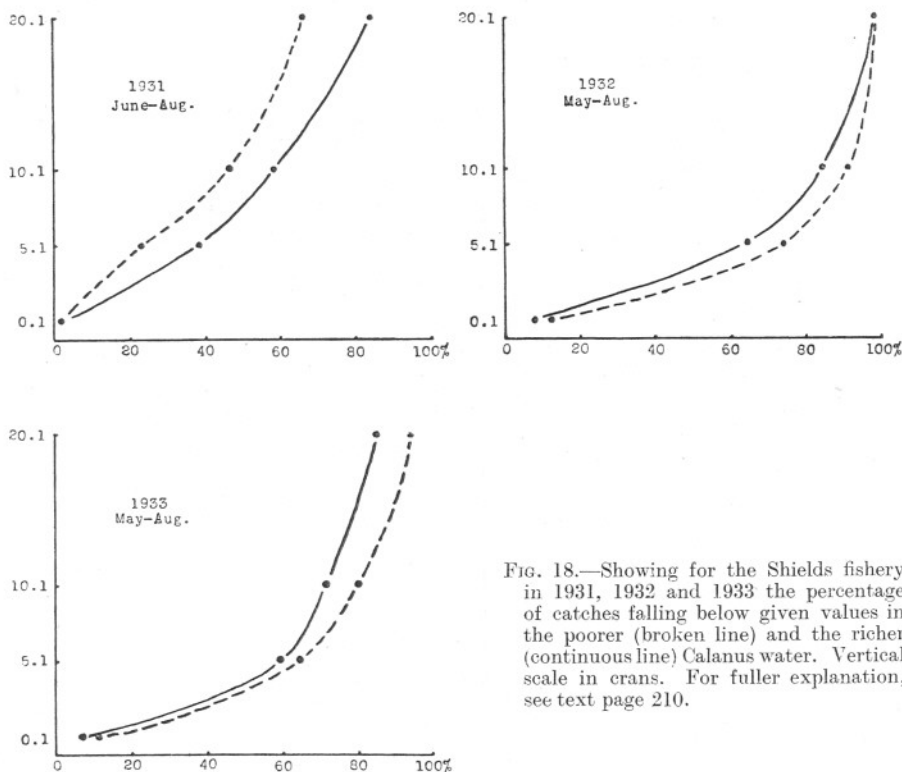 20.1
10.1
5.1
0.1
1931
June-Aug.
0 20 40 60 80 100%
20.1
10.1
5.1
0.1
1932
May-Aug.
0 20 40 60 80 100%
20.1
10.1
5.1
0.1
1933
May-Aug.
0 20 40 60 80 100%
FIG. 18.—Showing for the Shields fishery
in 1931, 1932 and 1933 the percentage
of catches falling below given values in
the poorer (broken line) and the richer
(continuous line) Calanus water. Vertical
scale in crans. For fuller explanation,
see text page 210.